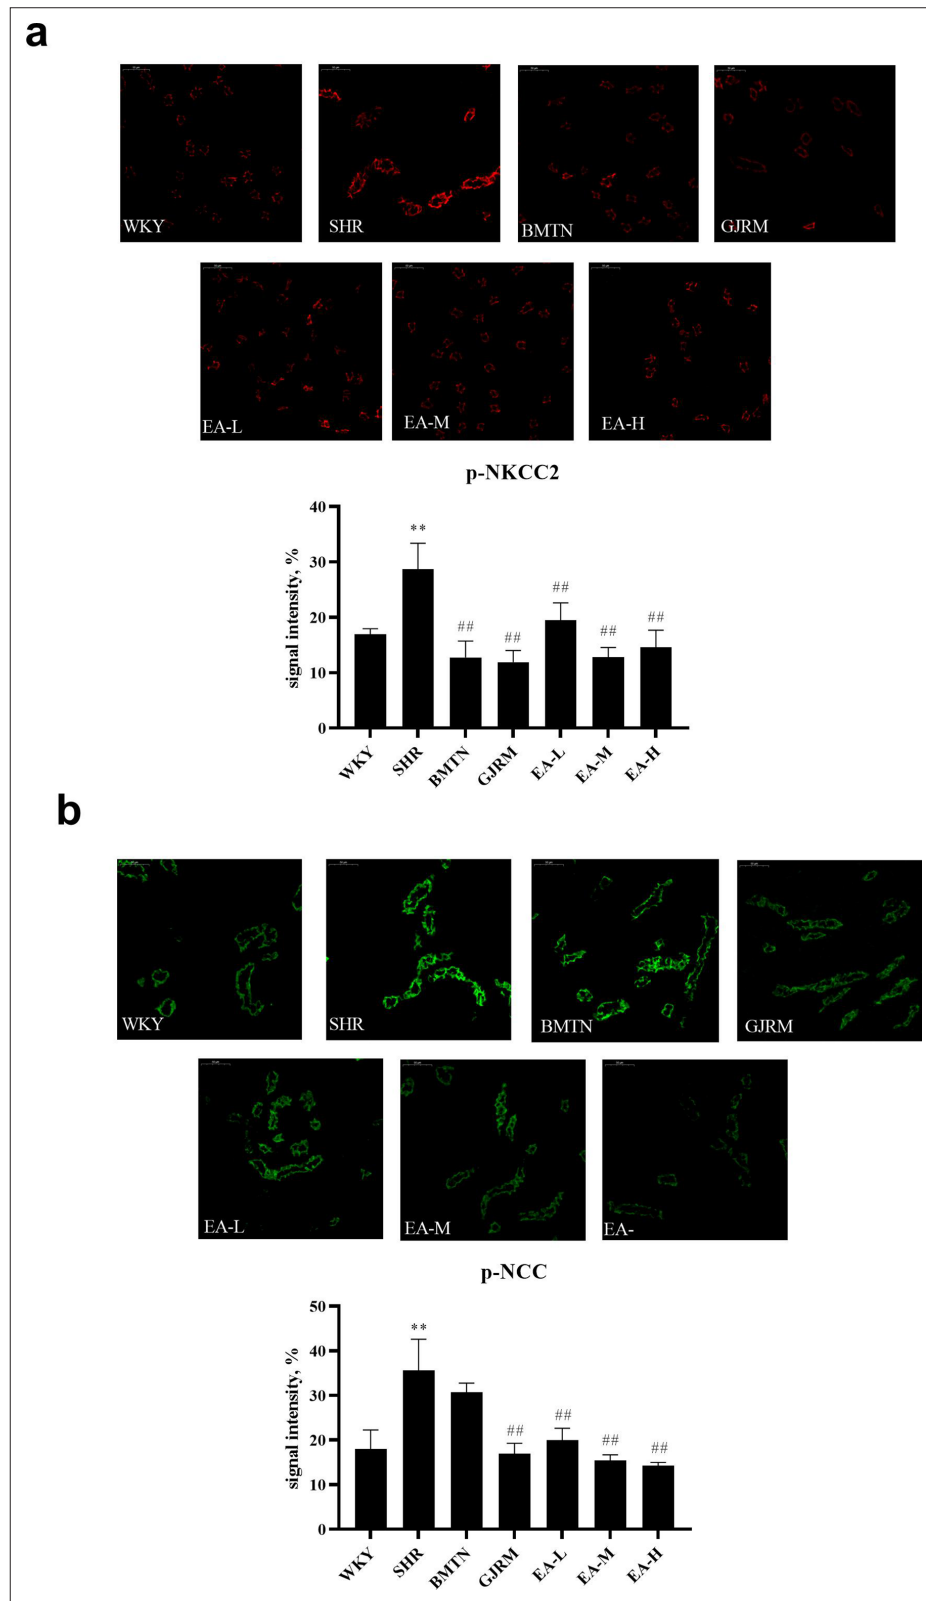 a
WKY
SHR
BMTN
GJRM
EA-L
EA-M
EA-H
p-NKCC2
signal intensity, %
40
30
20
10
0
**
##
##
##
##
##
WKY
SHR
BMTN
GJRM
EA-L
EA-M
EA-H
b
WKY
SHR
BMTN
GJRM
EA-L
EA-M
EA-
p-NCC
signal intensity, %
50
40
30
20
10
0
**
##
##
##
##
WKY
SHR
BMTN
GJRM
EA-L
EA-M
EA-H